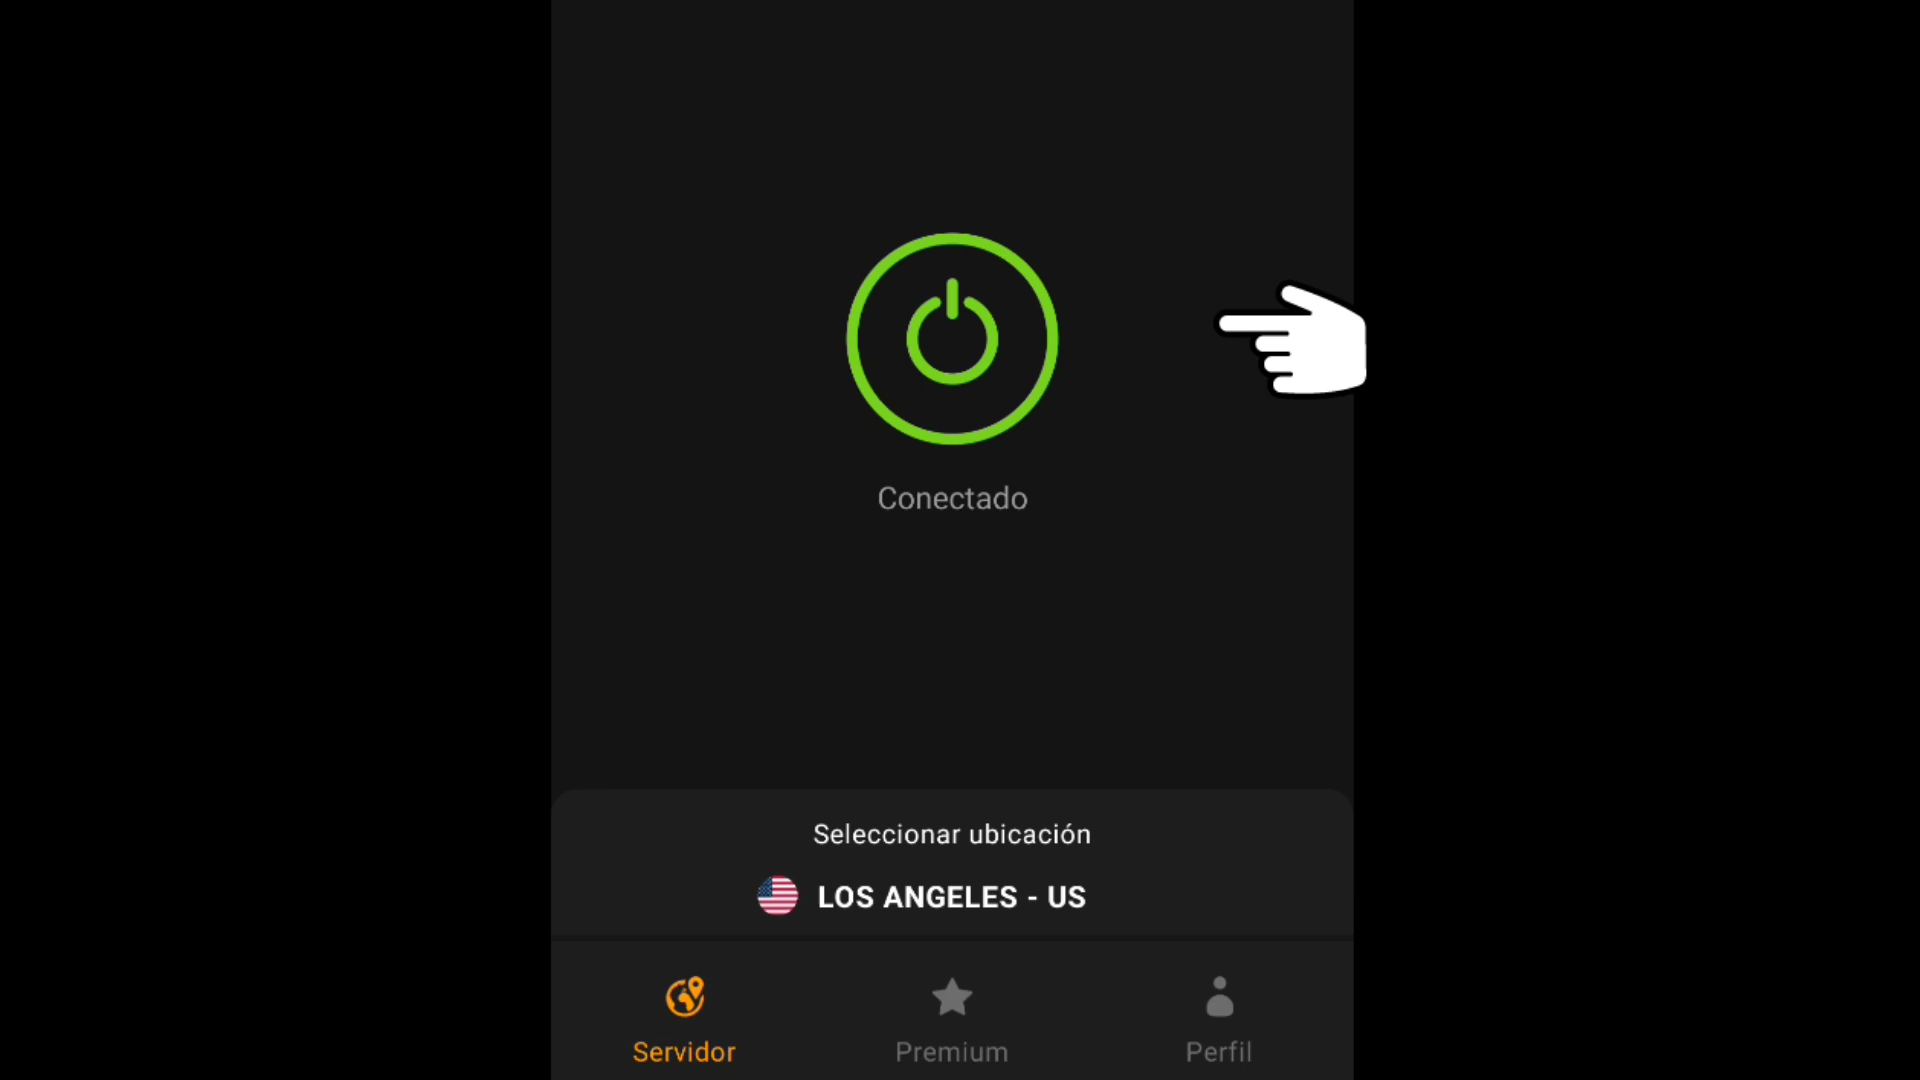 Conectado
Seleccionar ubicación
LOS ANGELES - US
Servidor
Premium
Perfil